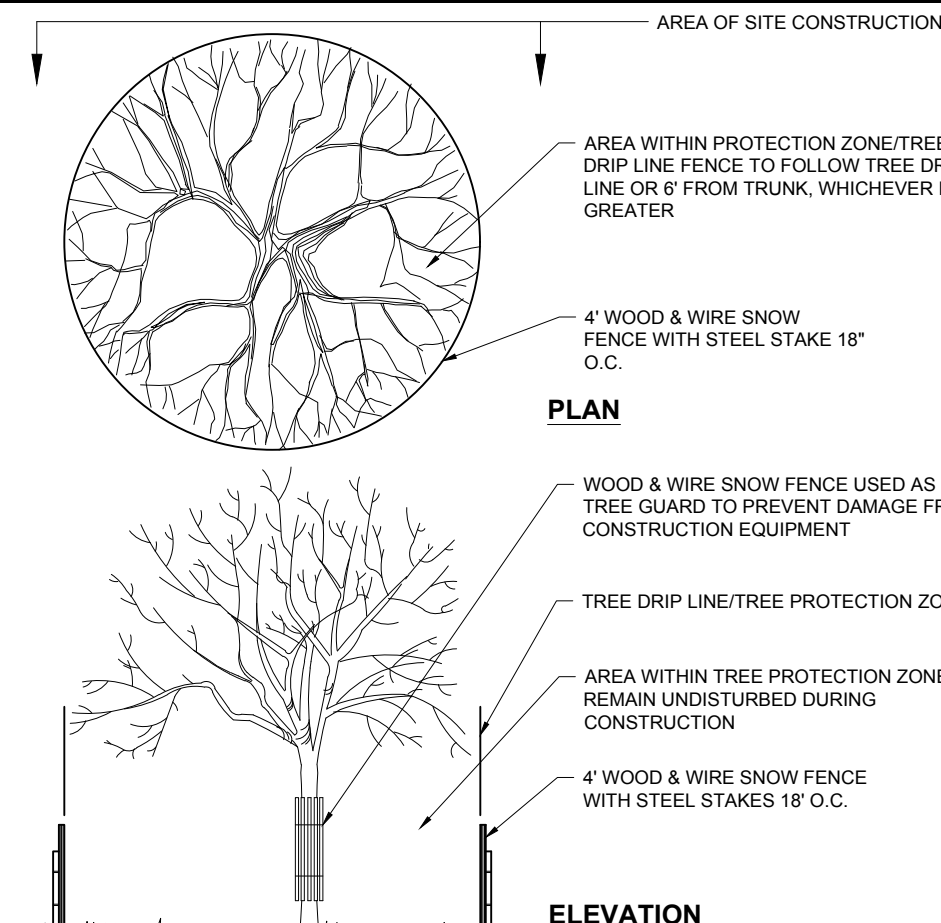 AREA OF SITE CONSTRUCTION
AREA WITHIN PROTECTION ZONE/TREE
DRIP LINE FENCE TO FOLLOW TREE
LINE OR 6' FROM TRUNK, WHICHEVER
GREATER
4' WOOD & WIRE SNOW
FENCE WITH STEEL STAKE 18"
O.C.
PLAN
WOOD & WIRE SNOW FENCE USED AS
TREE GUARD TO PREVENT DAMAGE
CONSTRUCTION EQUIPMENT
TREE DRIP LINE/TREE PROTECTION
AREA WITHIN TREE PROTECTION ZONE
REMAIN UNDISTURBED DURING
CONSTRUCTION
4' WOOD & WIRE SNOW FENCE
WITH STEEL STAKES 18' O.C.
ELEVATION